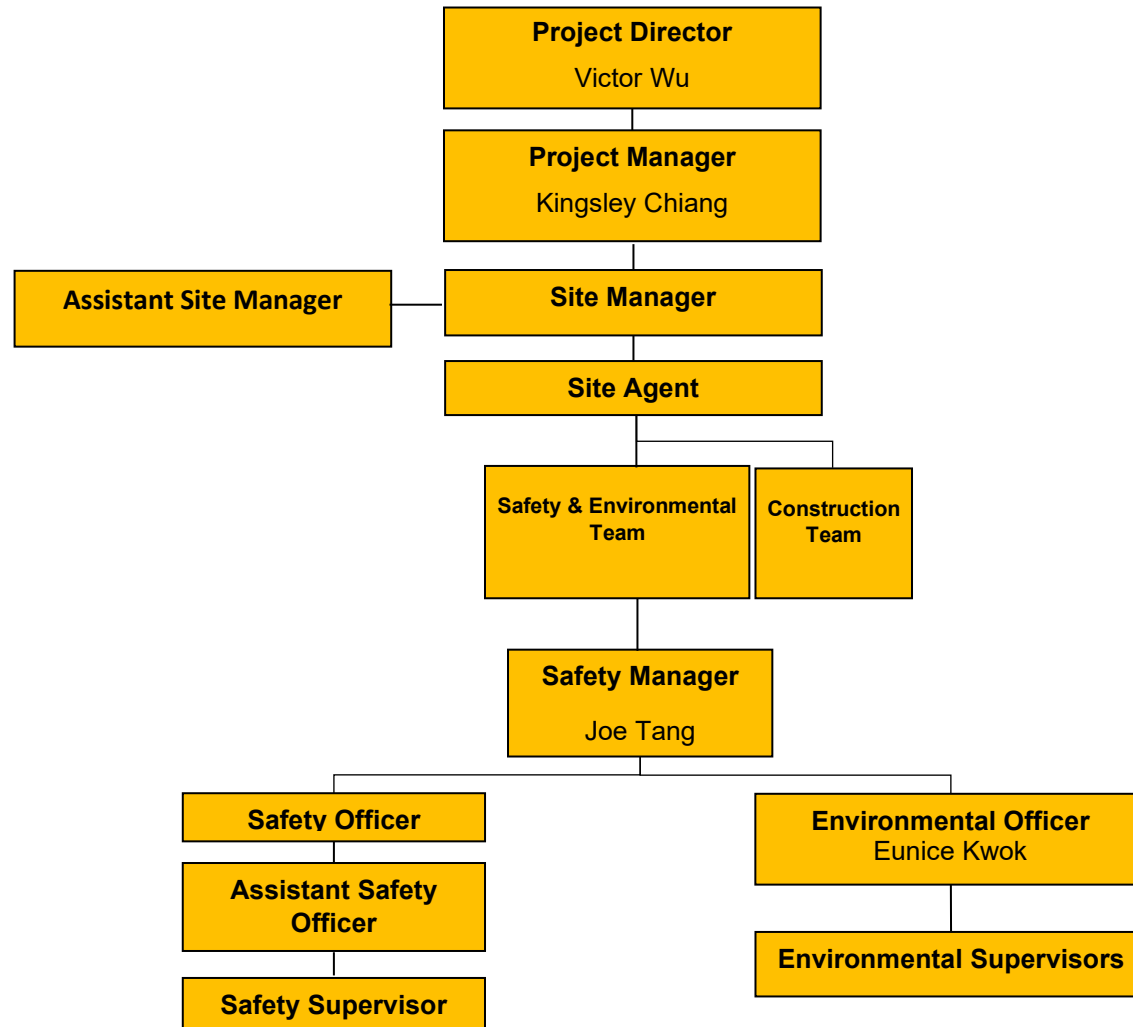 Project Director
Victor Wu
Project Manager
Kingsley Chiang
Assistant Site Manager
Site Manager
Site Agent
Safety & Environmental
Team
Construction
Team
Safety Manager
Joe Tang
Safety Officer
Environmental Officer
Eunice Kwok
Assistant Safety
Officer
Environmental Supervisors
Safety Supervisor